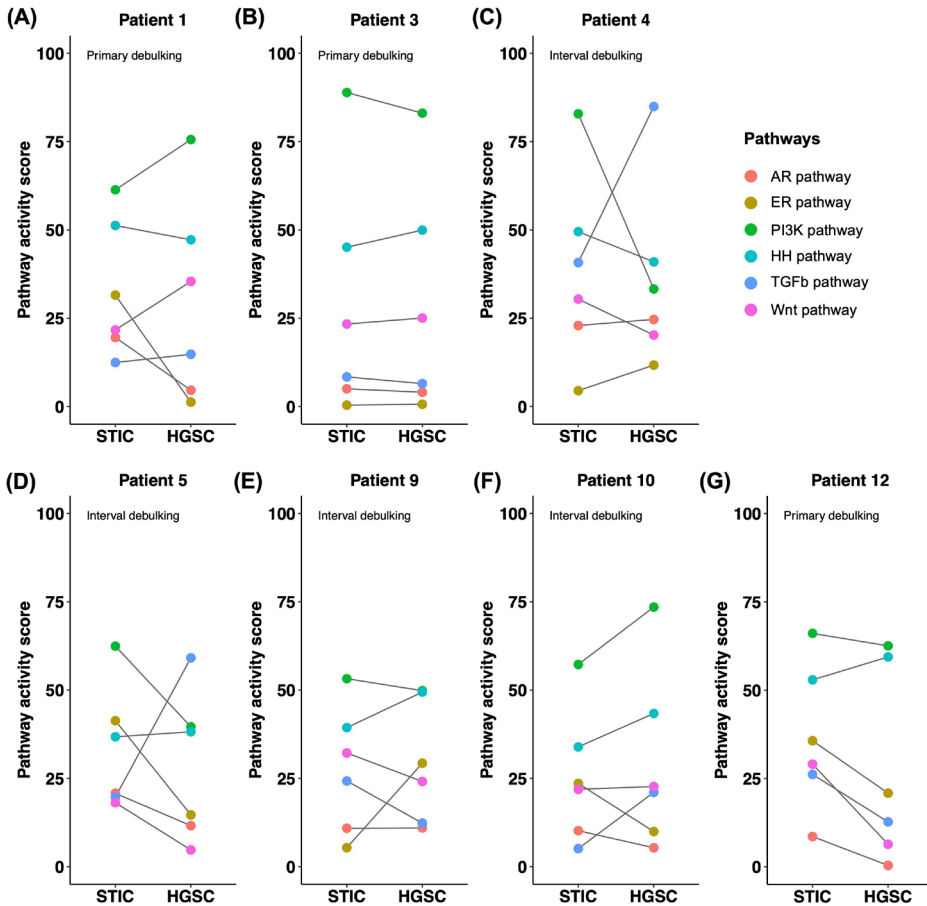 (A) Patient 1
Primary debulking
Pathway activity score
100
75
50
25
0
STIC HGSC
(B) Patient 3
Primary debulking
Pathway activity score
100
75
50
25
0
STIC HGSC
(C) Patient 4
Interval debulking
Pathway activity score
100
75
50
25
0
STIC HGSC
Pathways
AR pathway
ER pathway
PI3K pathway
HH pathway
TGFb pathway
Wnt pathway
(D) Patient 5
Interval debulking
Pathway activity score
100
75
50
25
0
STIC HGSC
(E) Patient 9
Interval debulking
Pathway activity score
100
75
50
25
0
STIC HGSC
(F) Patient 10
Interval debulking
Pathway activity score
100
75
50
25
0
STIC HGSC
(G) Patient 12
Primary debulking
Pathway activity score
100
75
50
25
0
STIC HGSC